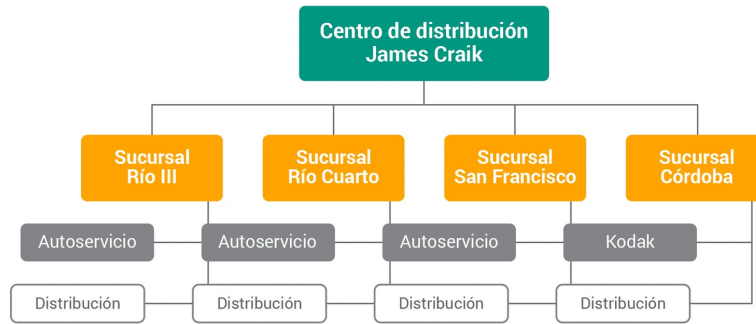 Centro de distribución
James Craik
Sucursal
Río III
Sucursal
Río Cuarto
Sucursal
San Francisco
Sucursal
Córdoba
Autoservicio
Autoservicio
Autoservicio
Kodak
Distribución
Distribución
Distribución
Distribución